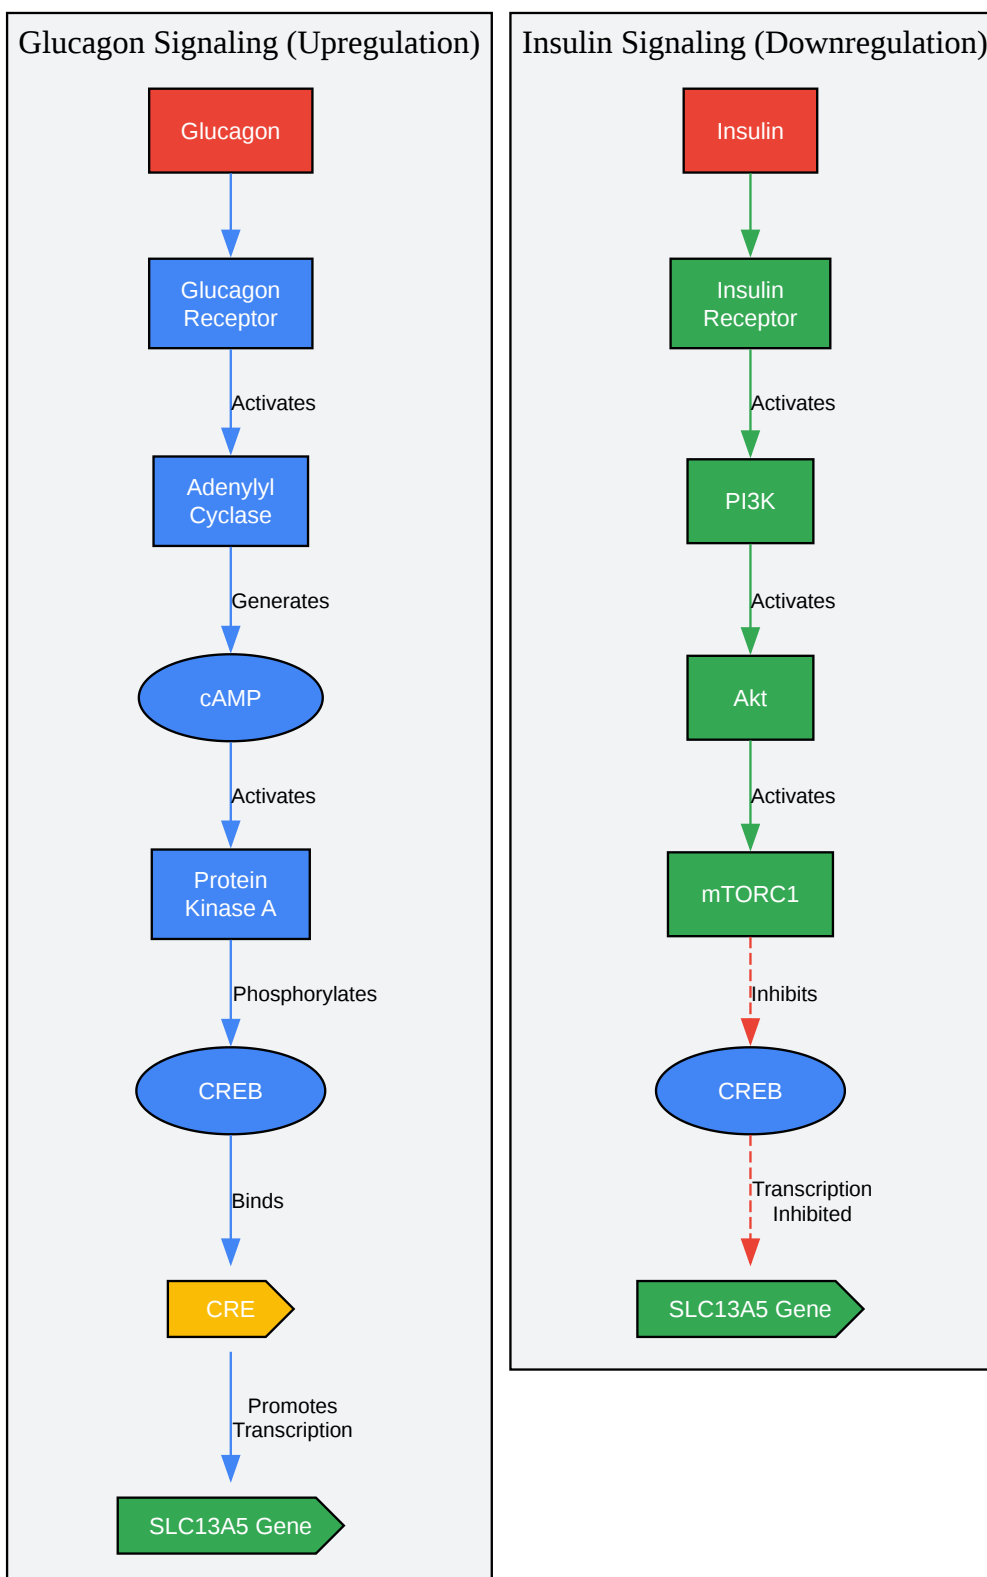 Glucagon Signaling (Upregulation)
Glucagon
Glucagon
Receptor
Activates
Adenylyl
Cyclase
Generates
cAMP
Activates
Protein
Kinase A
Phosphorylates
CREB
Binds
CRE
Promotes
Transcription
SLC13A5 Gene
Insulin Signaling (Downregulation)
Insulin
Insulin
Receptor
Activates
PI3K
Activates
Akt
Activates
mTORC1
Inhibits
CREB
Transcription
Inhibited
SLC13A5 Gene